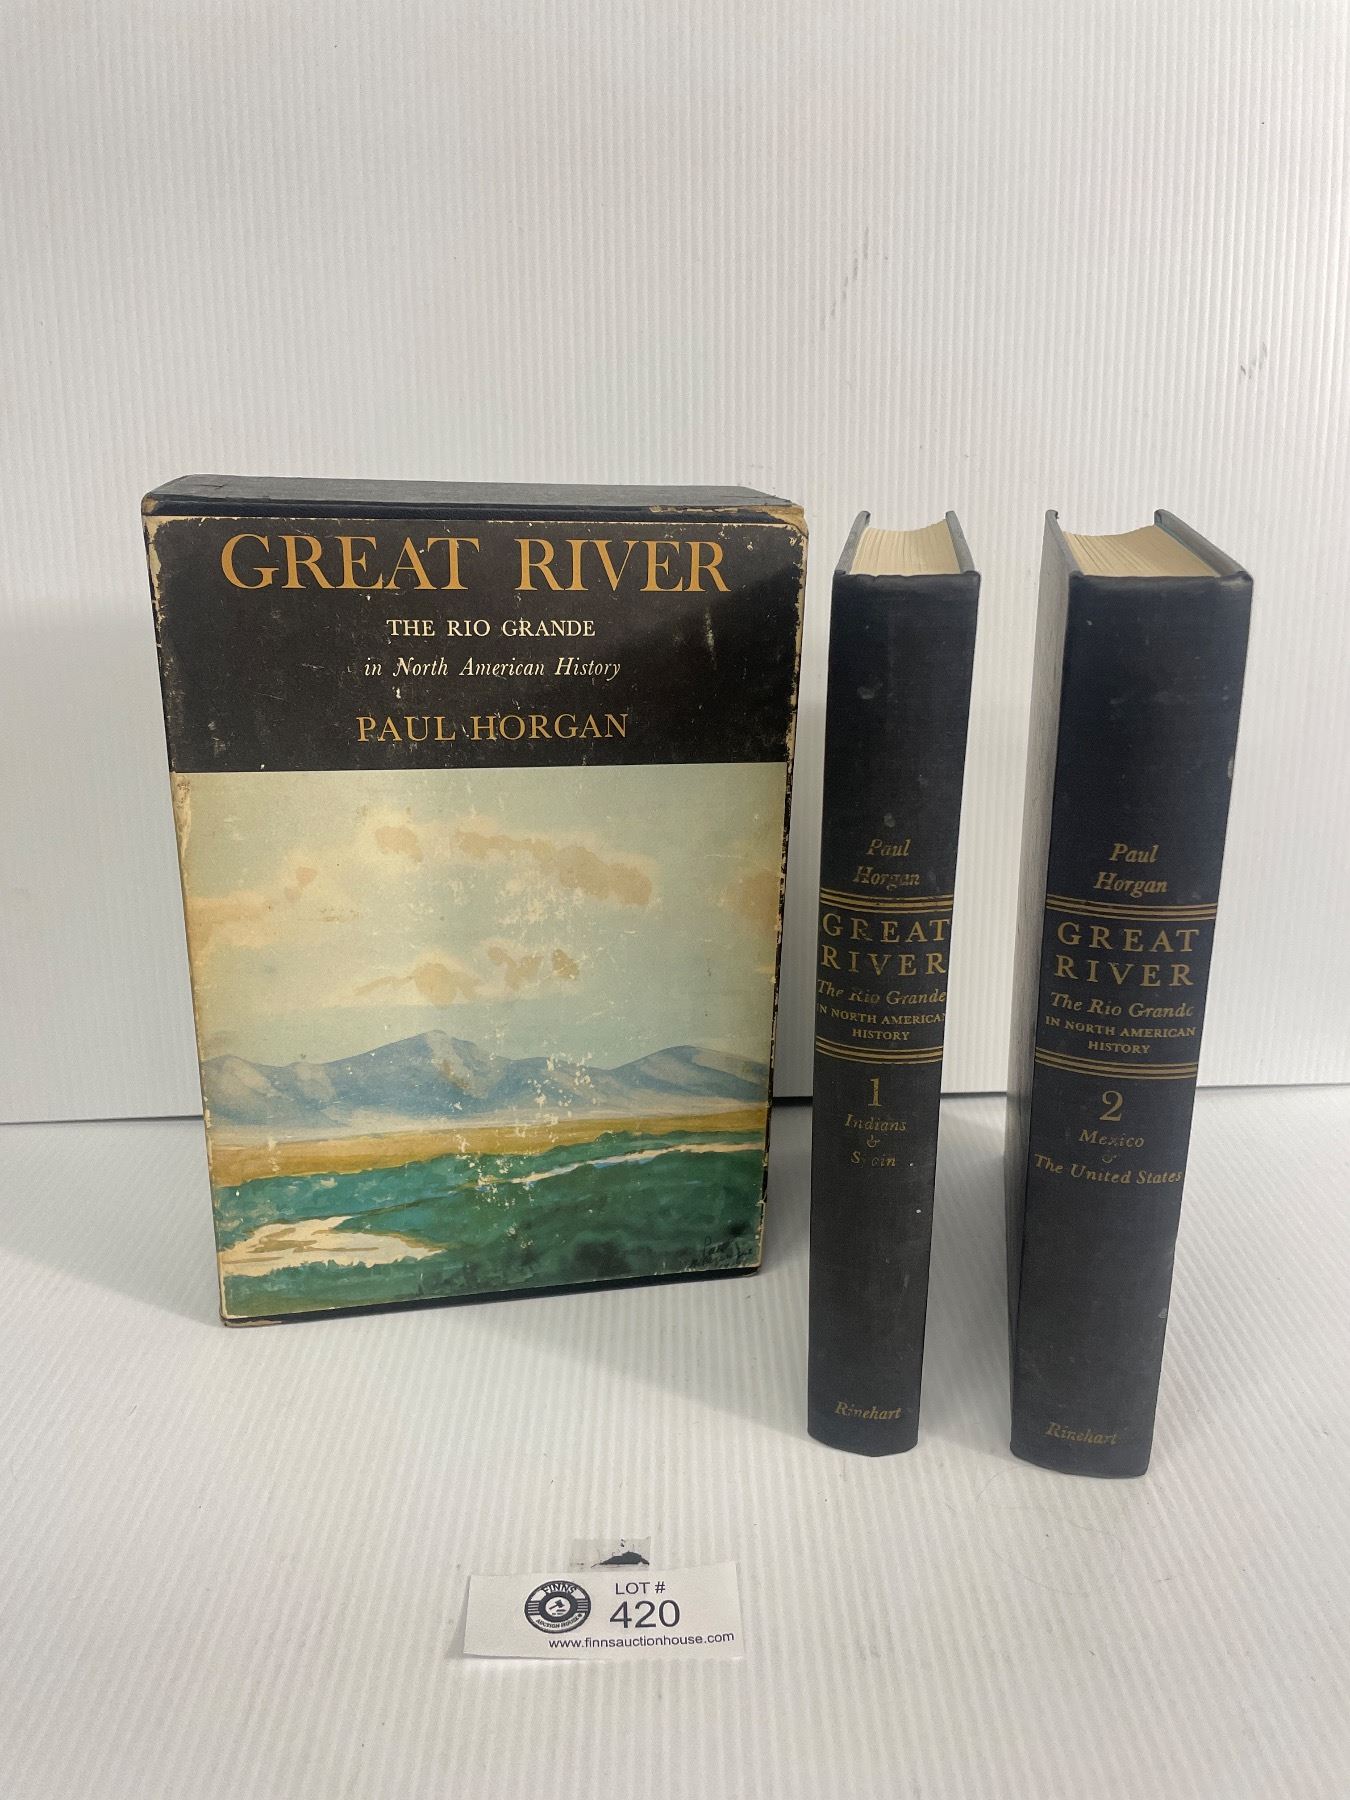 GREAT RIVER
THE RIO GRANDE
in North American History
PAUL HORGAN
Paul
Horgan
GREAT
RIVER
The Rio Grande
IN NORTH AMERICAN
HISTORY
1
Indians
&
Spain
Rinehart
Paul
Horgan
GREAT
RIVER
The Rio Grande
IN NORTH AMERICAN
HISTORY
2
Mexico
&
The United States
Rinehart
FINNS
AUCTION HOUSE
LOT #
420
www.finnsauctionhouse.com